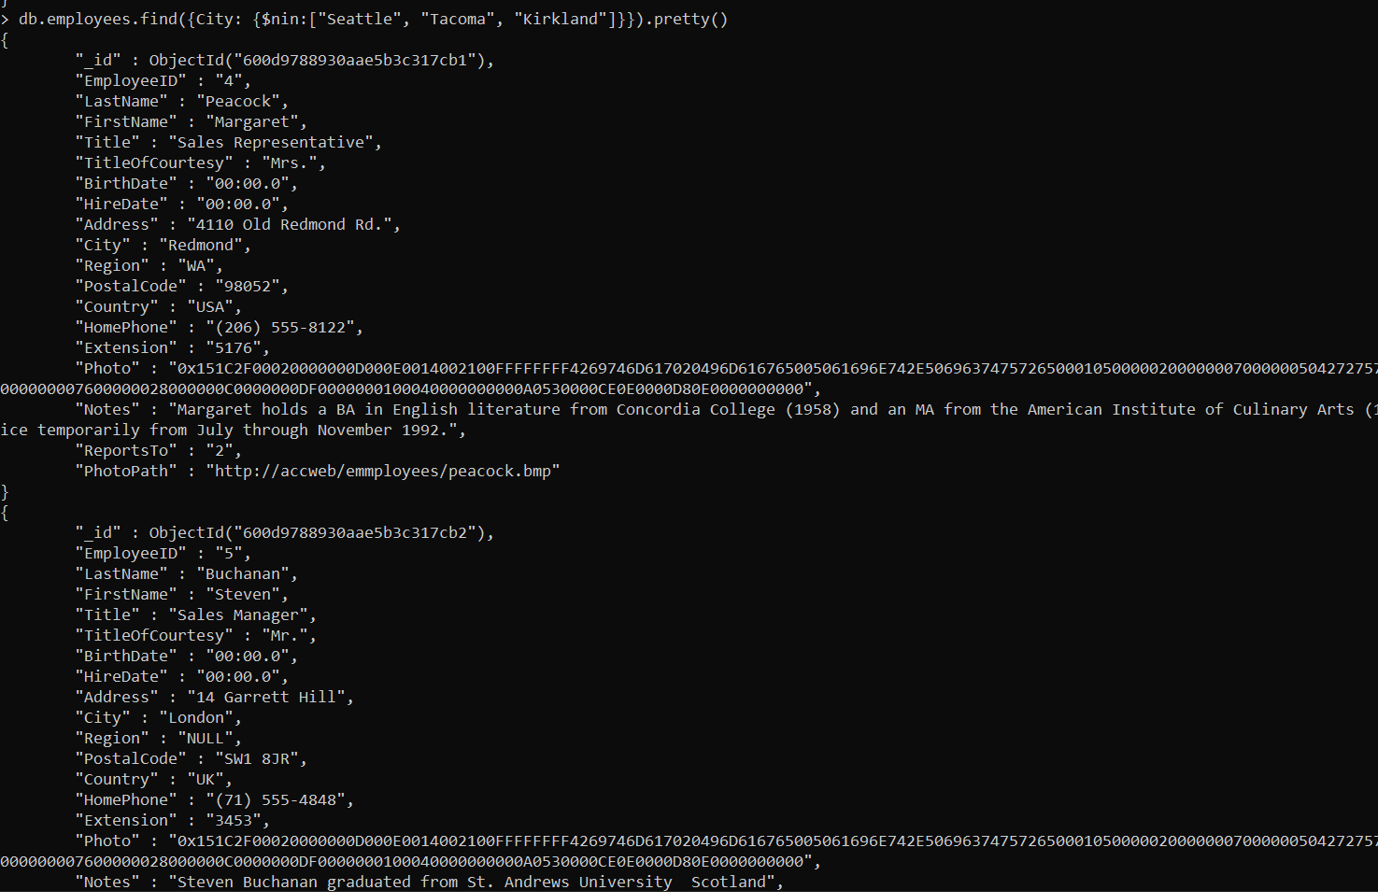 }
> db.employees.find({City: {$nin:["Seattle", "Tacoma", "Kirkland"]}}).pretty()
{
"_id" : ObjectId("600d9788930aae5b3c317cb1"),
"EmployeeID" : "4",
"LastName" : "Peacock",
"FirstName" : "Margaret",
"Title" : "Sales Representative",
"TitleOfCourtesy" : "Mrs.",
"BirthDate" : "00:00.0",
"HireDate" : "00:00.0",
"Address" : "4110 Old Redmond Rd.",
"City" : "Redmond",
"Region" : "WA",
"PostalCode" : "98052",
"Country" : "USA",
"HomePhone" : "(206) 555-8122",
"Extension" : "5176",
"Photo" : "0x151C2F00020000000D000E0014002100FFFFFFFF4269746D617020496D616765005061696E742E5069637475726500010500000200000007000000504272757
0000000076000000280000000C0000000DF0000000100040000000000A0530000CE0E0000D80E0000000000",
"Notes" : "Margaret holds a BA in English literature from Concordia College (1958) and an MA from the American Institute of Culinary Arts (1
ice temporarily from July through November 1992.",
"ReportsTo" : "2",
"PhotoPath" : "http://accweb/emmployees/peacock.bmp"
}
{
"_id" : ObjectId("600d9788930aae5b3c317cb2"),
"EmployeeID" : "5",
"LastName" : "Buchanan",
"FirstName" : "Steven",
"Title" : "Sales Manager",
"TitleOfCourtesy" : "Mr.",
"BirthDate" : "00:00.0",
"HireDate" : "00:00.0",
"Address" : "14 Garrett Hill",
"City" : "London",
"Region" : "NULL",
"PostalCode" : "SW1 8JR",
"Country" : "UK",
"HomePhone" : "(71) 555-4848",
"Extension" : "3453",
"Photo" : "0x151C2F00020000000D000E0014002100FFFFFFFF4269746D617020496D616765005061696E742E5069637475726500010500000200000007000000504272757
0000000076000000280000000C0000000DF0000000100040000000000A0530000CE0E0000D80E0000000000",
"Notes" : "Steven Buchanan graduated from St. Andrews University  Scotland",